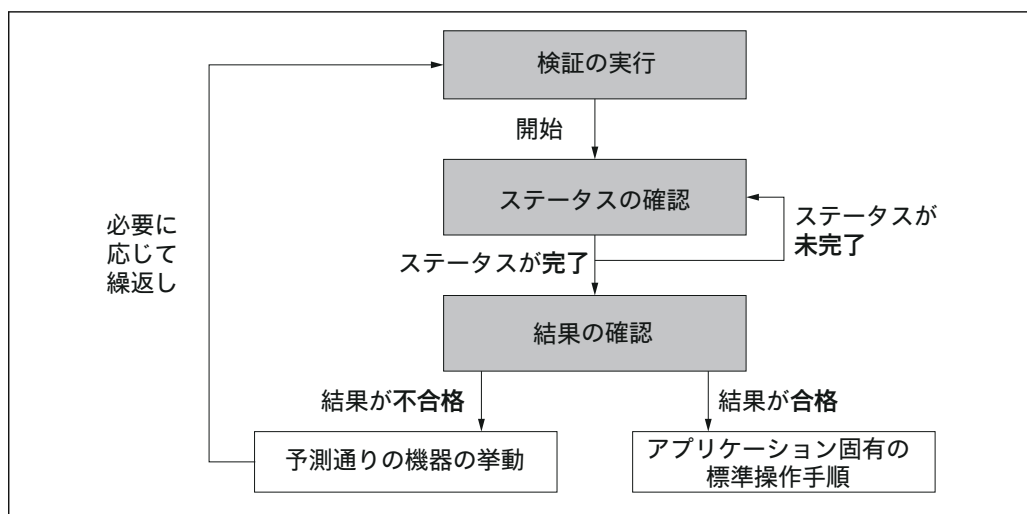 検証の実行
開始
ステータスの確認
ステータスが
未完了
必要に
応じて
繰返し
ステータスが完了
結果の確認
結果が不合格
結果が合格
予測通りの機器の挙動
アプリケーション固有の
標準操作手順